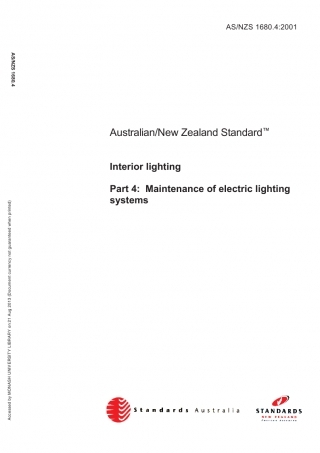 AS/NZS 1680.4:2001
AS/NZS 1680.4
Australian/New Zealand Standard™
Interior lighting
Part 4: Maintenance of electric lighting
systems
Accessed by MONASH UNIVERSITY LIBRARY on 21 Aug 2010 (Document currency not guaranteed when printed)
Standards Australia
STANDARDS
NEW ZEALAND